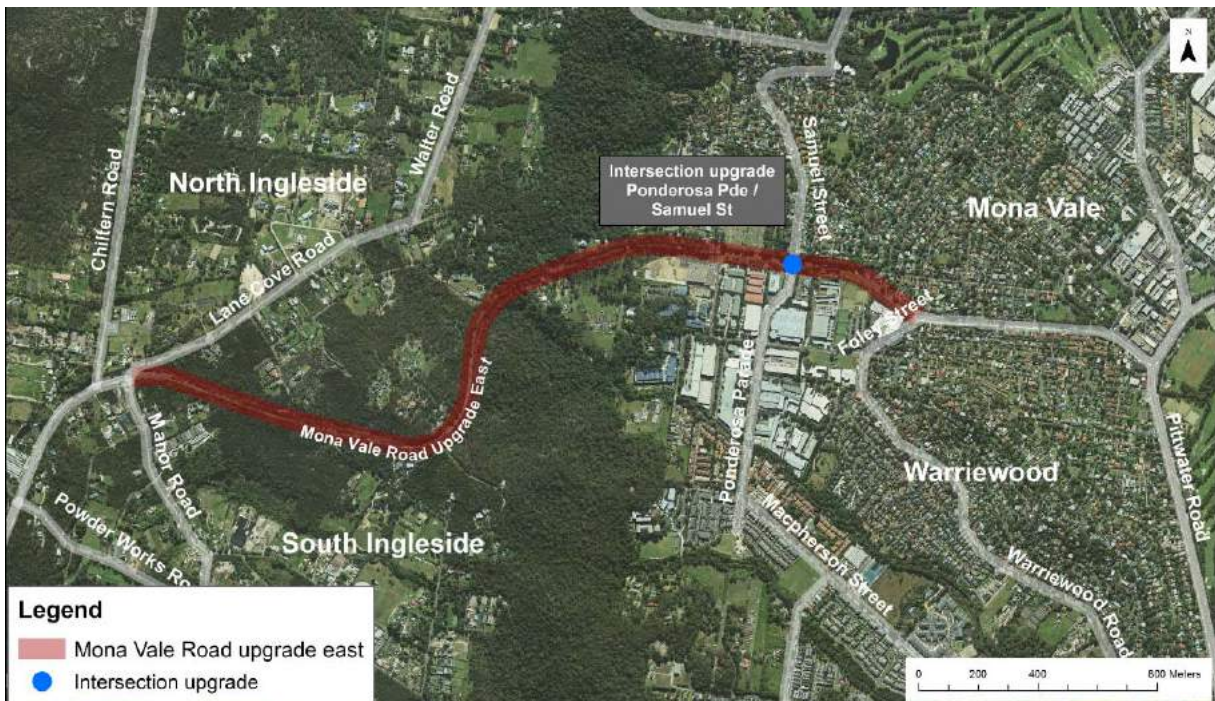 N
Samuel Street
Walter Road
Chiltern Road
North Ingleside
Intersection upgrade
Ponderosa Pde /
Samuel St
Mona Vale
Lane Cove Road
Foley Street
Mona Vale Road Upgrade East
Ponderosa Parade
Manor Road
Pittwater Road
Warriewood
Powder Works Ro
South Ingleside
Macpherson Street
Warriewood Road
Legend
Mona Vale Road upgrade east
Intersection upgrade
0 200 400 800 Meters